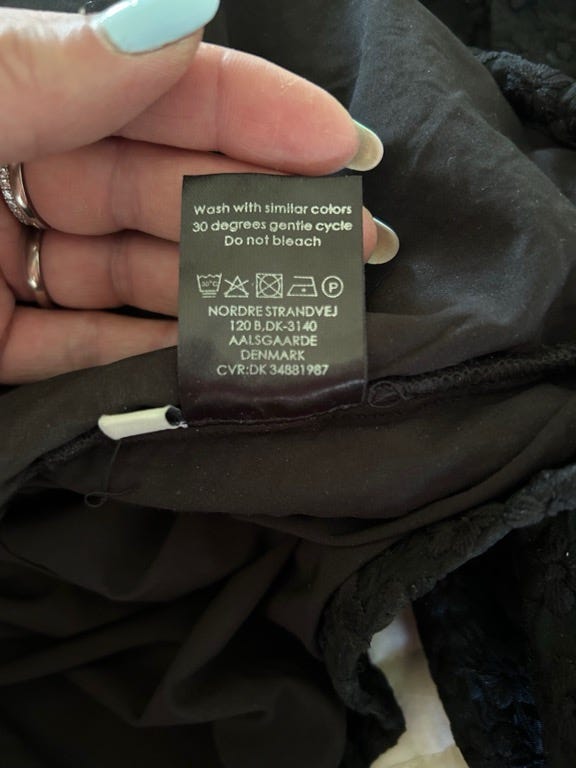 Wash with similar colors
30 degrees gentle cycle
Do not bleach
30°C P
NORDRE STRANDVEJ
120 B,DK-3140
AALSGAARDE
DENMARK
CVR:DK 34881987